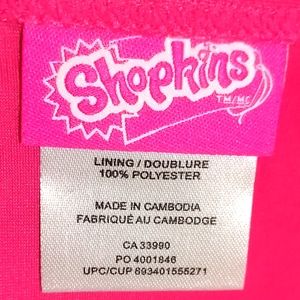 Shopkins
TM/MC
LINING / DOUBLURE
100% POLYESTER
MADE IN CAMBODIA
FABRIQUÉ AU CAMBODGE
CA 33990
PO 4001846
UPC/CUP 693401555271